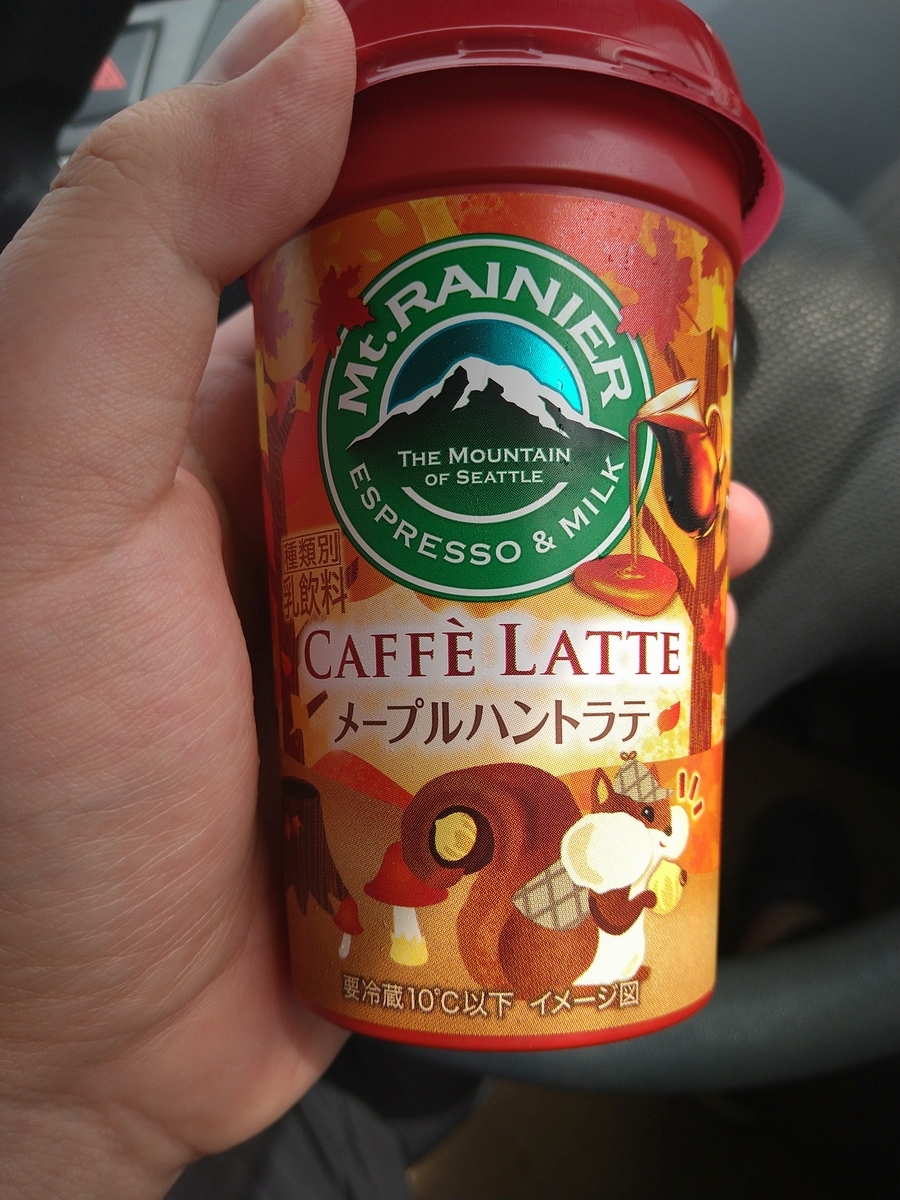 Mt.RAINIER
THE MOUNTAIN
OF SEATTLE
ESPRESSO & MILK
種類別
乳飲料
CAFFÈ LATTE
メープルハントラテ
要冷蔵10℃以下 イメージ図